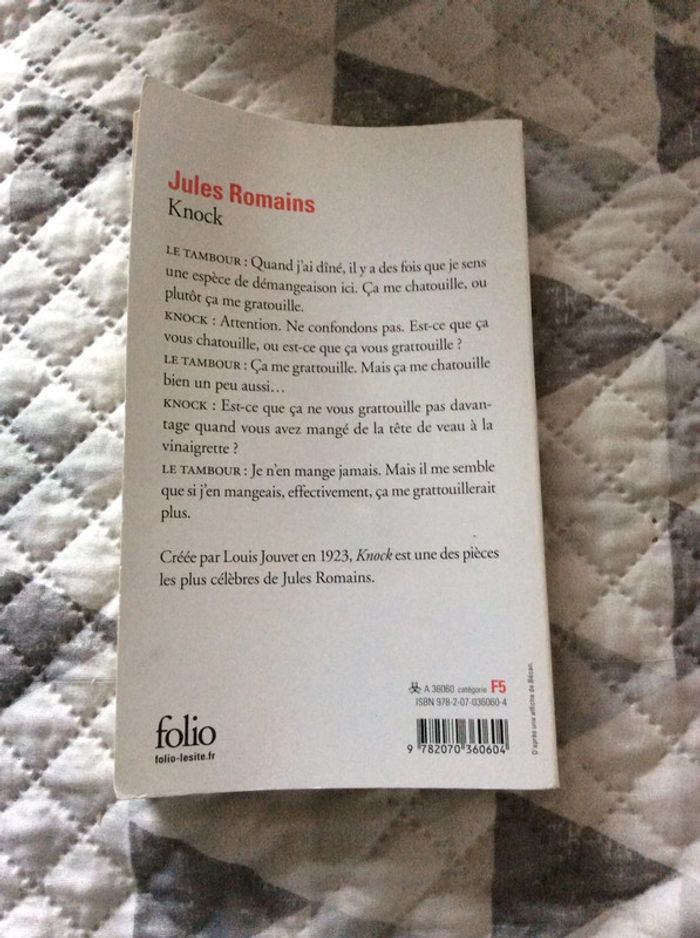 Jules Romains
Knock
LE TAMBOUR : Quand j'ai dîné, il y a des fois que je sens
une espèce de démangeaison ici. Ça me chatouille, ou
plutôt ça me gratouille.
KNOCK : Attention. Ne confondons pas. Est-ce que ça
vous chatouille, ou est-ce que ça vous grattouille ?
LE TAMBOUR : Ça me grattouille. Mais ça me chatouille
bien un peu aussi...
KNOCK : Est-ce que ça ne vous grattouille pas davan-
tage quand vous avez mangé de la tête de veau à la
vinaigrette ?
LE TAMBOUR : Je n'en mange jamais. Mais il me semble
que si j'en mangeais, effectivement, ça me grattouillerait
plus.
Créée par Louis Jouvet en 1923, Knock est une des pièces
les plus célèbres de Jules Romains.
A 36060 catégorie F5
ISBN 978-2-07-036060-4
folio
folio-lesite.fr
9 782070 360604
D'après une affiche de Bécan.